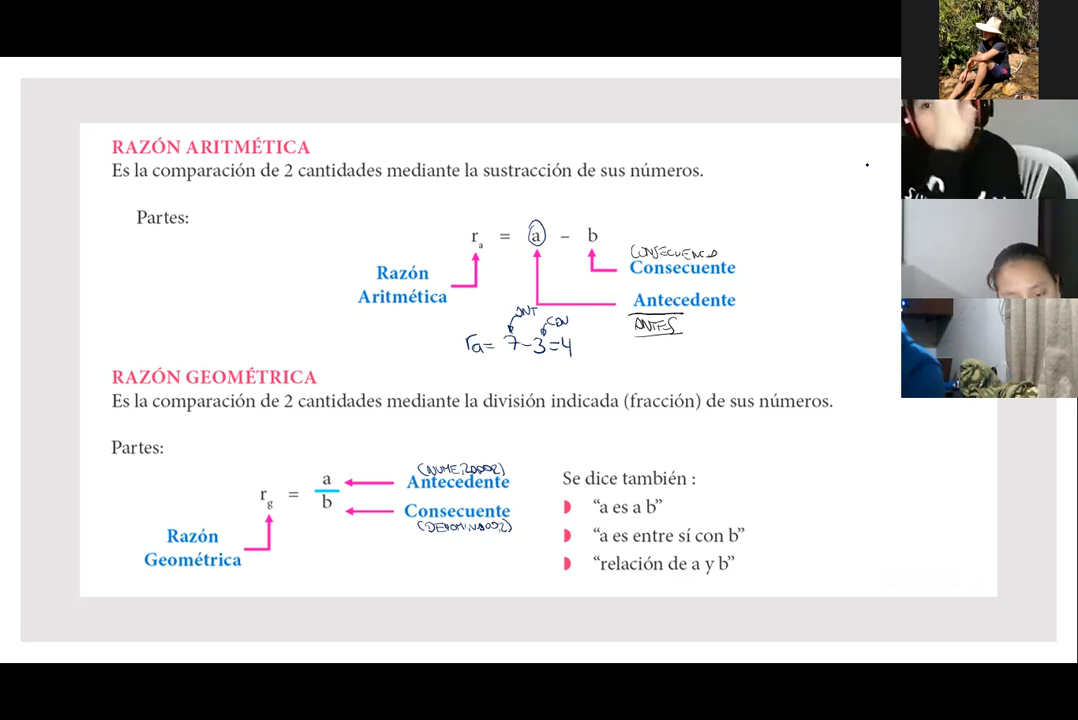 RAZÓN ARITMÉTICA
Es la comparación de 2 cantidades mediante la sustracción de sus números.
Partes:
r a = a – b
CONSECUENCIA
Consecuente
Razón Aritmética
Antecedente
ANTES
ANT
CON
ra= 7-3=4
RAZÓN GEOMÉTRICA
Es la comparación de 2 cantidades mediante la división indicada (fracción) de sus números.
Partes:
(NUMERADOR)
r g = a / b
Antecedente
Consecuente
(DENOMINADOR)
Razón Geométrica
Se dice también :
“a es a b”
“a es entre sí con b”
“relación de a y b”